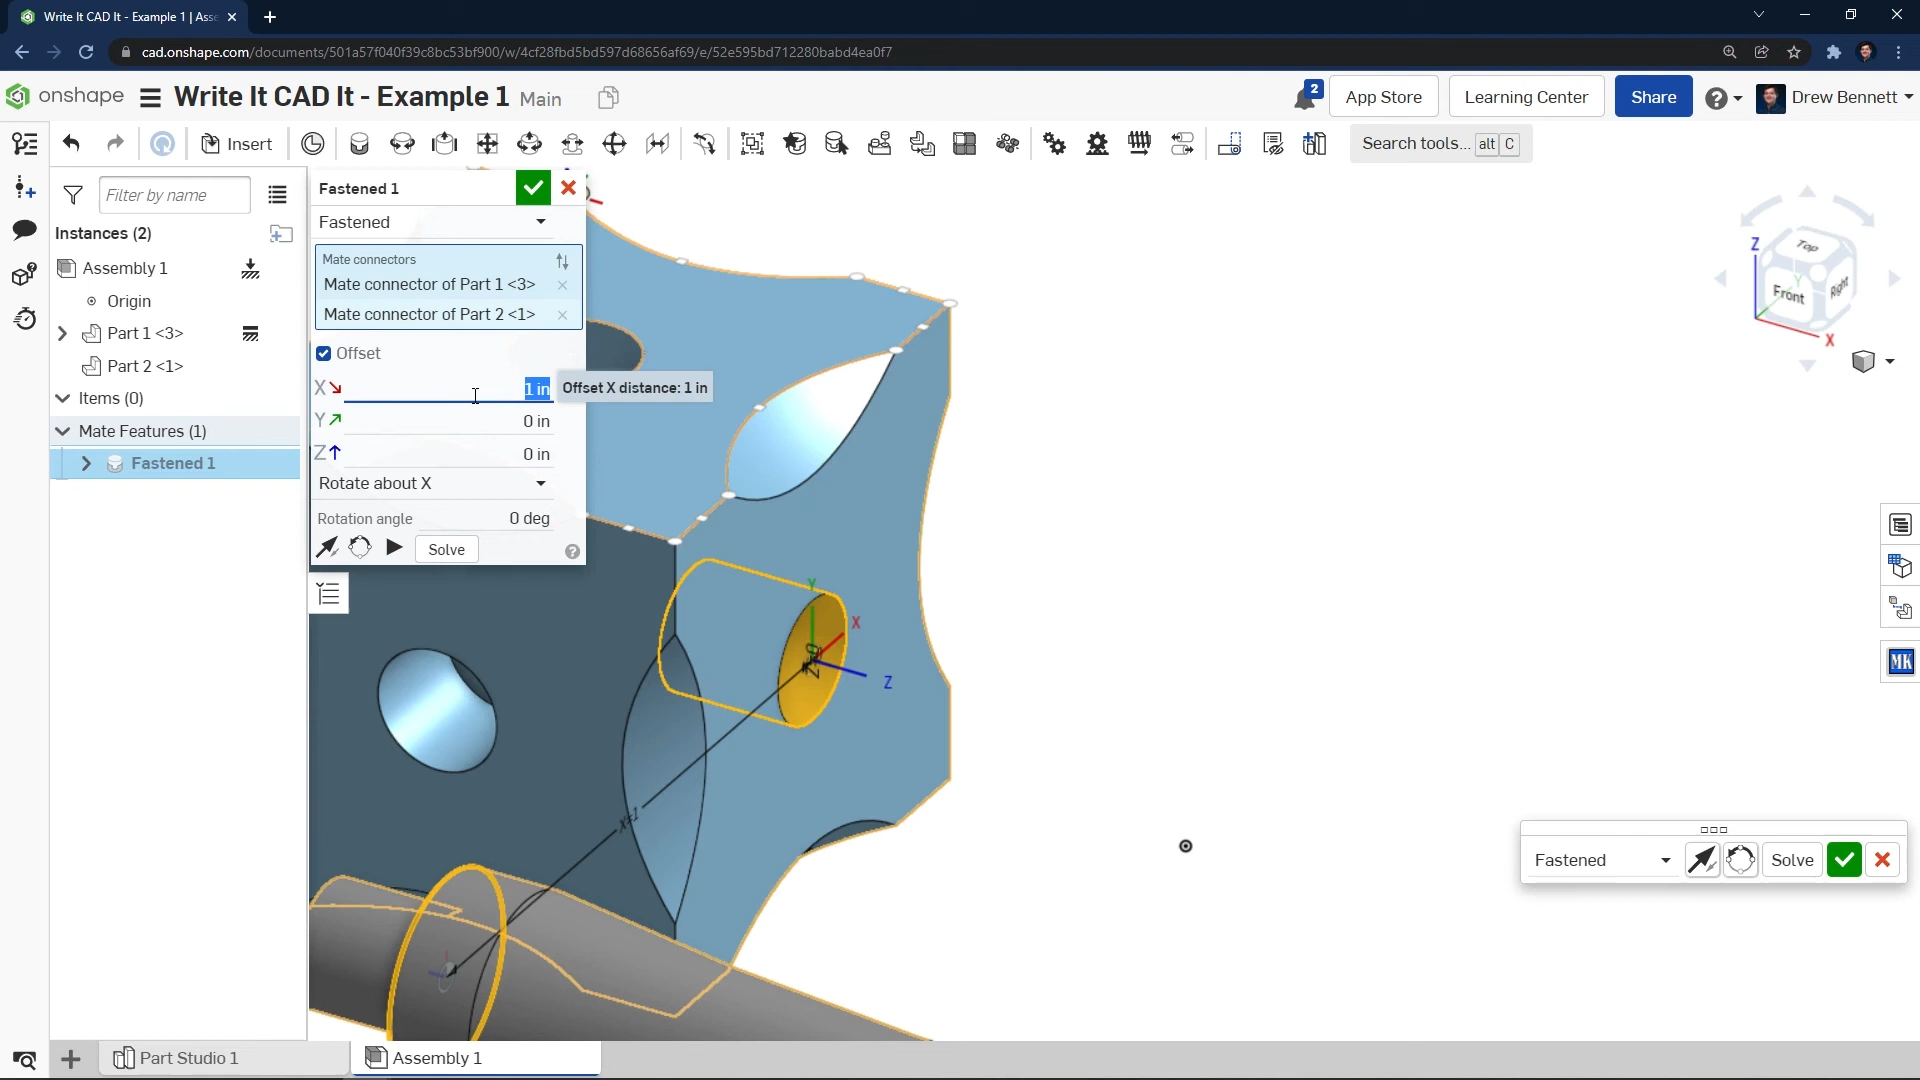 Write It CAD It - Example 1 | Asse
cad.onshape.com/documents/501a57f040f39c8bc53bf900/w/4cf28fbd5bd597d68656af69/e/52e595bd712280babd4ea0f7
onshape
Write It CAD It - Example 1
Main
2
App Store
Learning Center
Share
Drew Bennett
Insert
Search tools... alt C
Filter by name
Instances (2)
Assembly 1
Origin
Part 1 <3>
Part 2 <1>
Items (0)
Mate Features (1)
Fastened 1
Fastened 1
Fastened
Mate connectors
Mate connector of Part 1 <3>
Mate connector of Part 2 <1>
Offset
X 1 in
Offset X distance: 1 in
Y 0 in
Z 0 in
Rotate about X
Rotation angle 0 deg
Solve
Y
X
Z
X=1
Top
Front
Right
Z
Y
X
MK
Fastened
Solve
Part Studio 1
Assembly 1